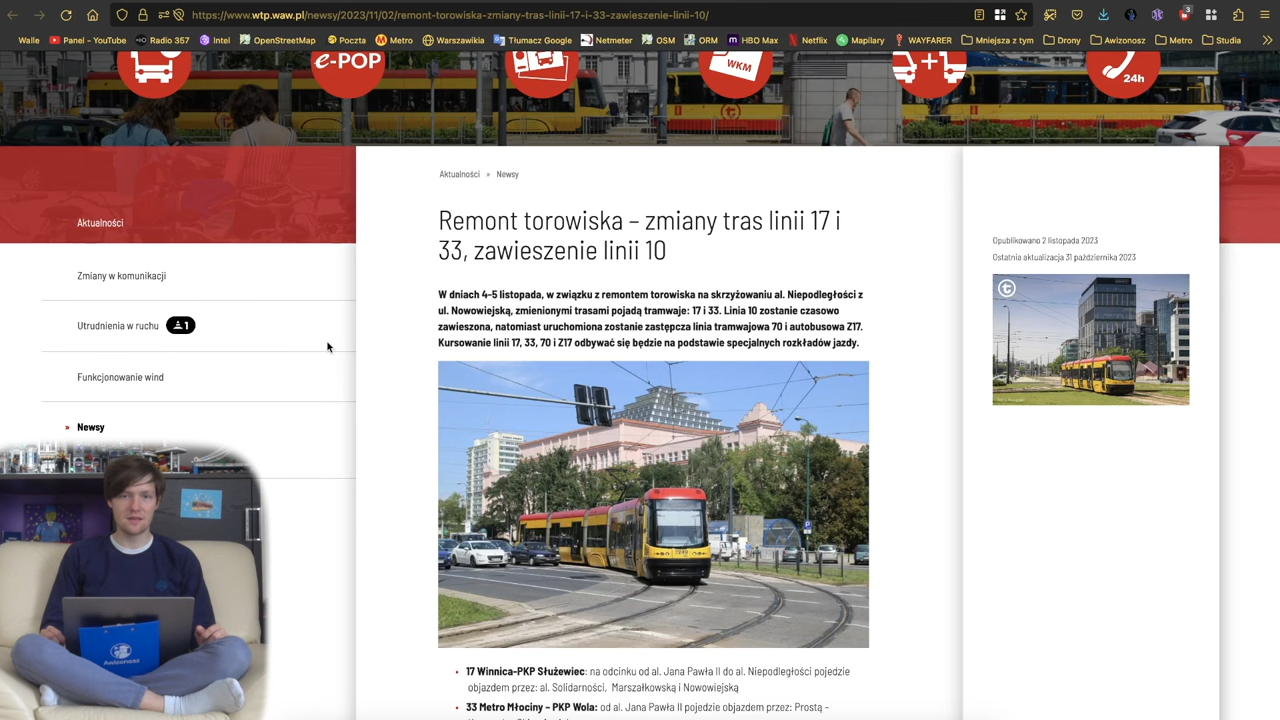 https://www.wtp.waw.pl/newsy/2023/11/02/remont-torowiska-zmiany-tras-linii-17-i-33-zawieszenie-linii-10/
3
Walle
Panel - YouTube
Radio 357
Intel
OpenStreetMap
Poczta
Metro
Warszawikia
Tłumacz Google
Netmeter
OSM
ORM
HBO Max
Netflix
Mapilary
WAYFARER
Mniejsza z tym
Drony
Awizonosz
Metro
Studia
e-POP
WKM
24h
Aktualności » Newsy
Aktualności
Remont torowiska – zmiany tras linii 17 i
33, zawieszenie linii 10
Opublikowano 2 listopada 2023
Ostatnia aktualizacja 31 października 2023
Zmiany w komunikacji
Utrudnienia w ruchu 1
Funkcjonowanie wind
» Newsy
W dniach 4-5 listopada, w związku z remontem torowiska na skrzyżowaniu al. Niepodległości z
ul. Nowowiejską, zmienionymi trasami pojadą tramwaje: 17 i 33. Linia 10 zostanie czasowo
zawieszona, natomiast uruchomiona zostanie zastępcza linia tramwajowa 70 i autobusowa Z17.
Kursowanie linii 17, 33, 70 i Z17 odbywać się będzie na podstawie specjalnych rozkładów jazdy.
Awizonosz
• 17 Winnica-PKP Służewiec: na odcinku od al. Jana Pawła II do al. Niepodległości pojedzie
objazdem przez: al. Solidarności, Marszałkowską i Nowowiejską
• 33 Metro Młociny – PKP Wola: od al. Jana Pawła II pojedzie objazdem przez: Prostą –